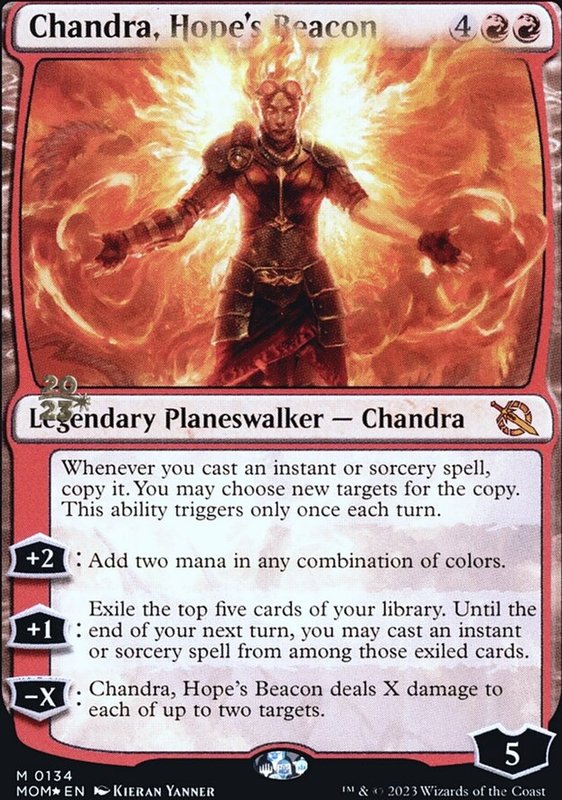 Chandra, Hope's Beacon 4
20
23
Legendary Planeswalker — Chandra
Whenever you cast an instant or sorcery spell,
copy it. You may choose new targets for the copy.
This ability triggers only once each turn.
+2 : Add two mana in any combination of colors.
Exile the top five cards of your library. Until the
+1 : end of your next turn, you may cast an instant
or sorcery spell from among those exiled cards.
−X : Chandra, Hope's Beacon deals X damage to
each of up to two targets.
5
M 0134
MOM★EN Kieran Yanner
™ & © 2023 Wizards of the Coast